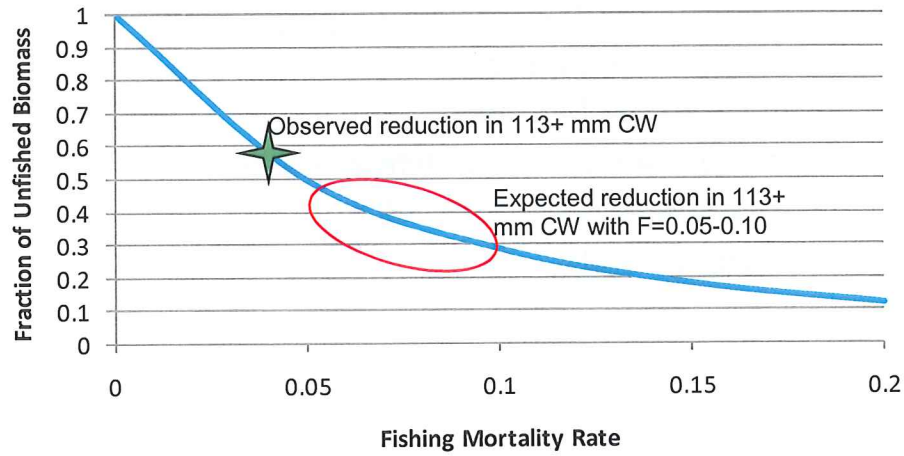 Fraction of Unfished Biomass
1
0.9
0.8
0.7
0.6
0.5
0.4
0.3
0.2
0.1
0
Observed reduction in 113+ mm CW
Expected reduction in 113+
mm CW with F=0.05-0.10
0 0.05 0.1 0.15 0.2
Fishing Mortality Rate